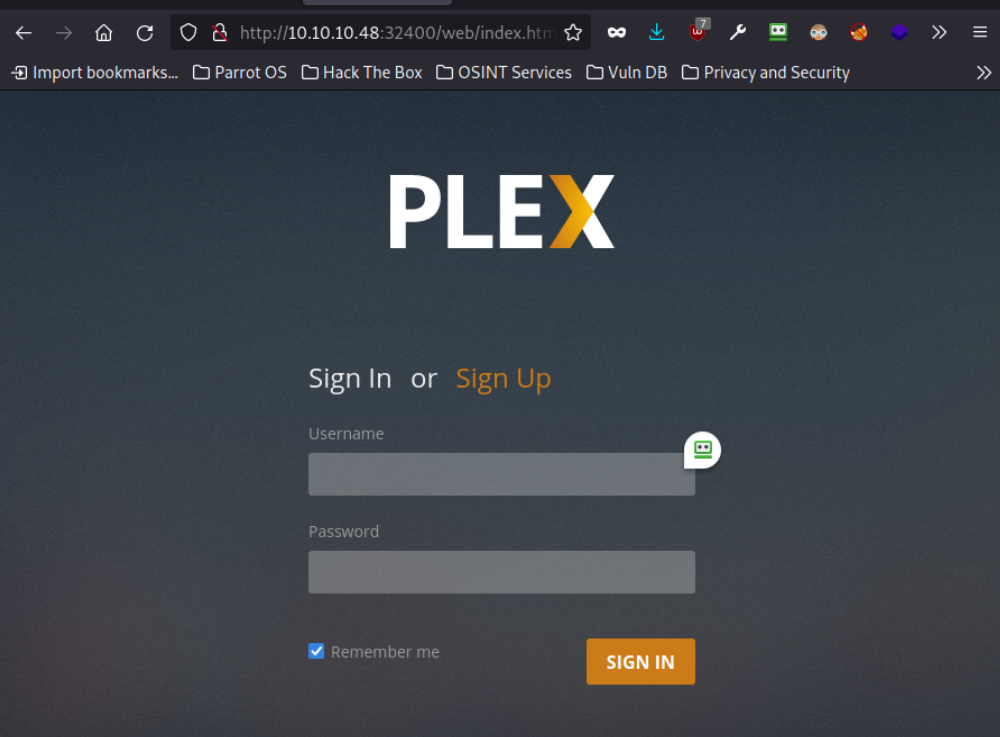 7
http://10.10.10.48:32400/web/index.htm
Import bookmarks... Parrot OS Hack The Box OSINT Services Vuln DB Privacy and Security
PLEX
Sign In or Sign Up
Username
Password
Remember me SIGN IN